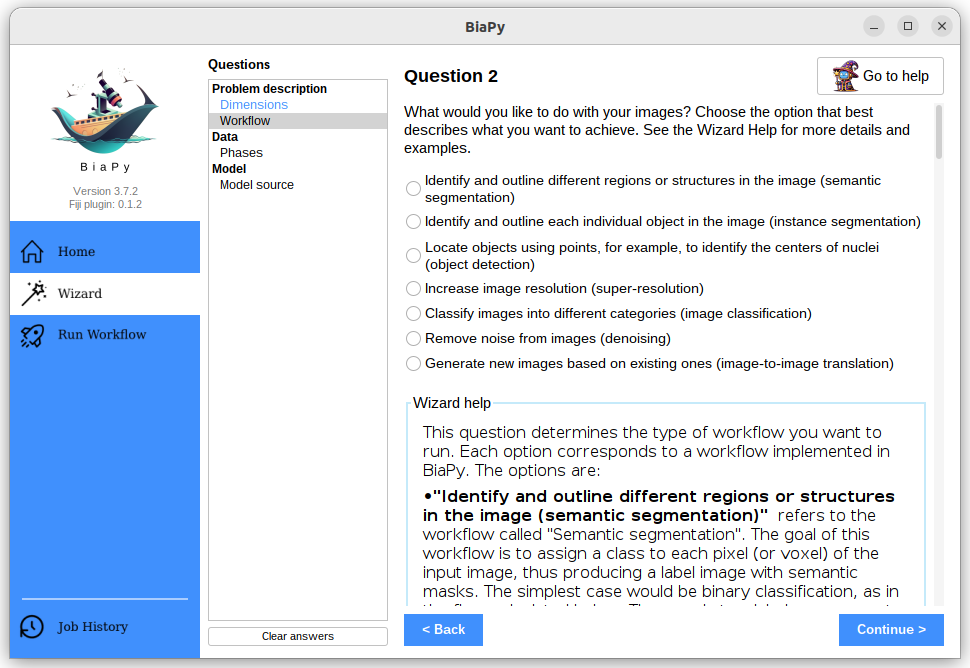 BiaPy
BiaPy
Version 3.7.2
Fiji plugin: 0.1.2
Home
Wizard
Run Workflow
Job History
Questions
Problem description
Dimensions
Workflow
Data
Phases
Model
Model source
Clear answers
Question 2
Go to help
What would you like to do with your images? Choose the option that best
describes what you want to achieve. See the Wizard Help for more details and
examples.
Identify and outline different regions or structures in the image (semantic
segmentation)
Identify and outline each individual object in the image (instance segmentation)
Locate objects using points, for example, to identify the centers of nuclei
(object detection)
Increase image resolution (super-resolution)
Classify images into different categories (image classification)
Remove noise from images (denoising)
Generate new images based on existing ones (image-to-image translation)
Wizard help
This question determines the type of workflow you want to
run. Each option corresponds to a workflow implemented in
BiaPy. The options are:
•"Identify and outline different regions or structures
in the image (semantic segmentation)" refers to the
workflow called "Semantic segmentation". The goal of this
workflow is to assign a class to each pixel (or voxel) of the
input image, thus producing a label image with semantic
masks. The simplest case would be binary classification, as in
< Back
Continue >